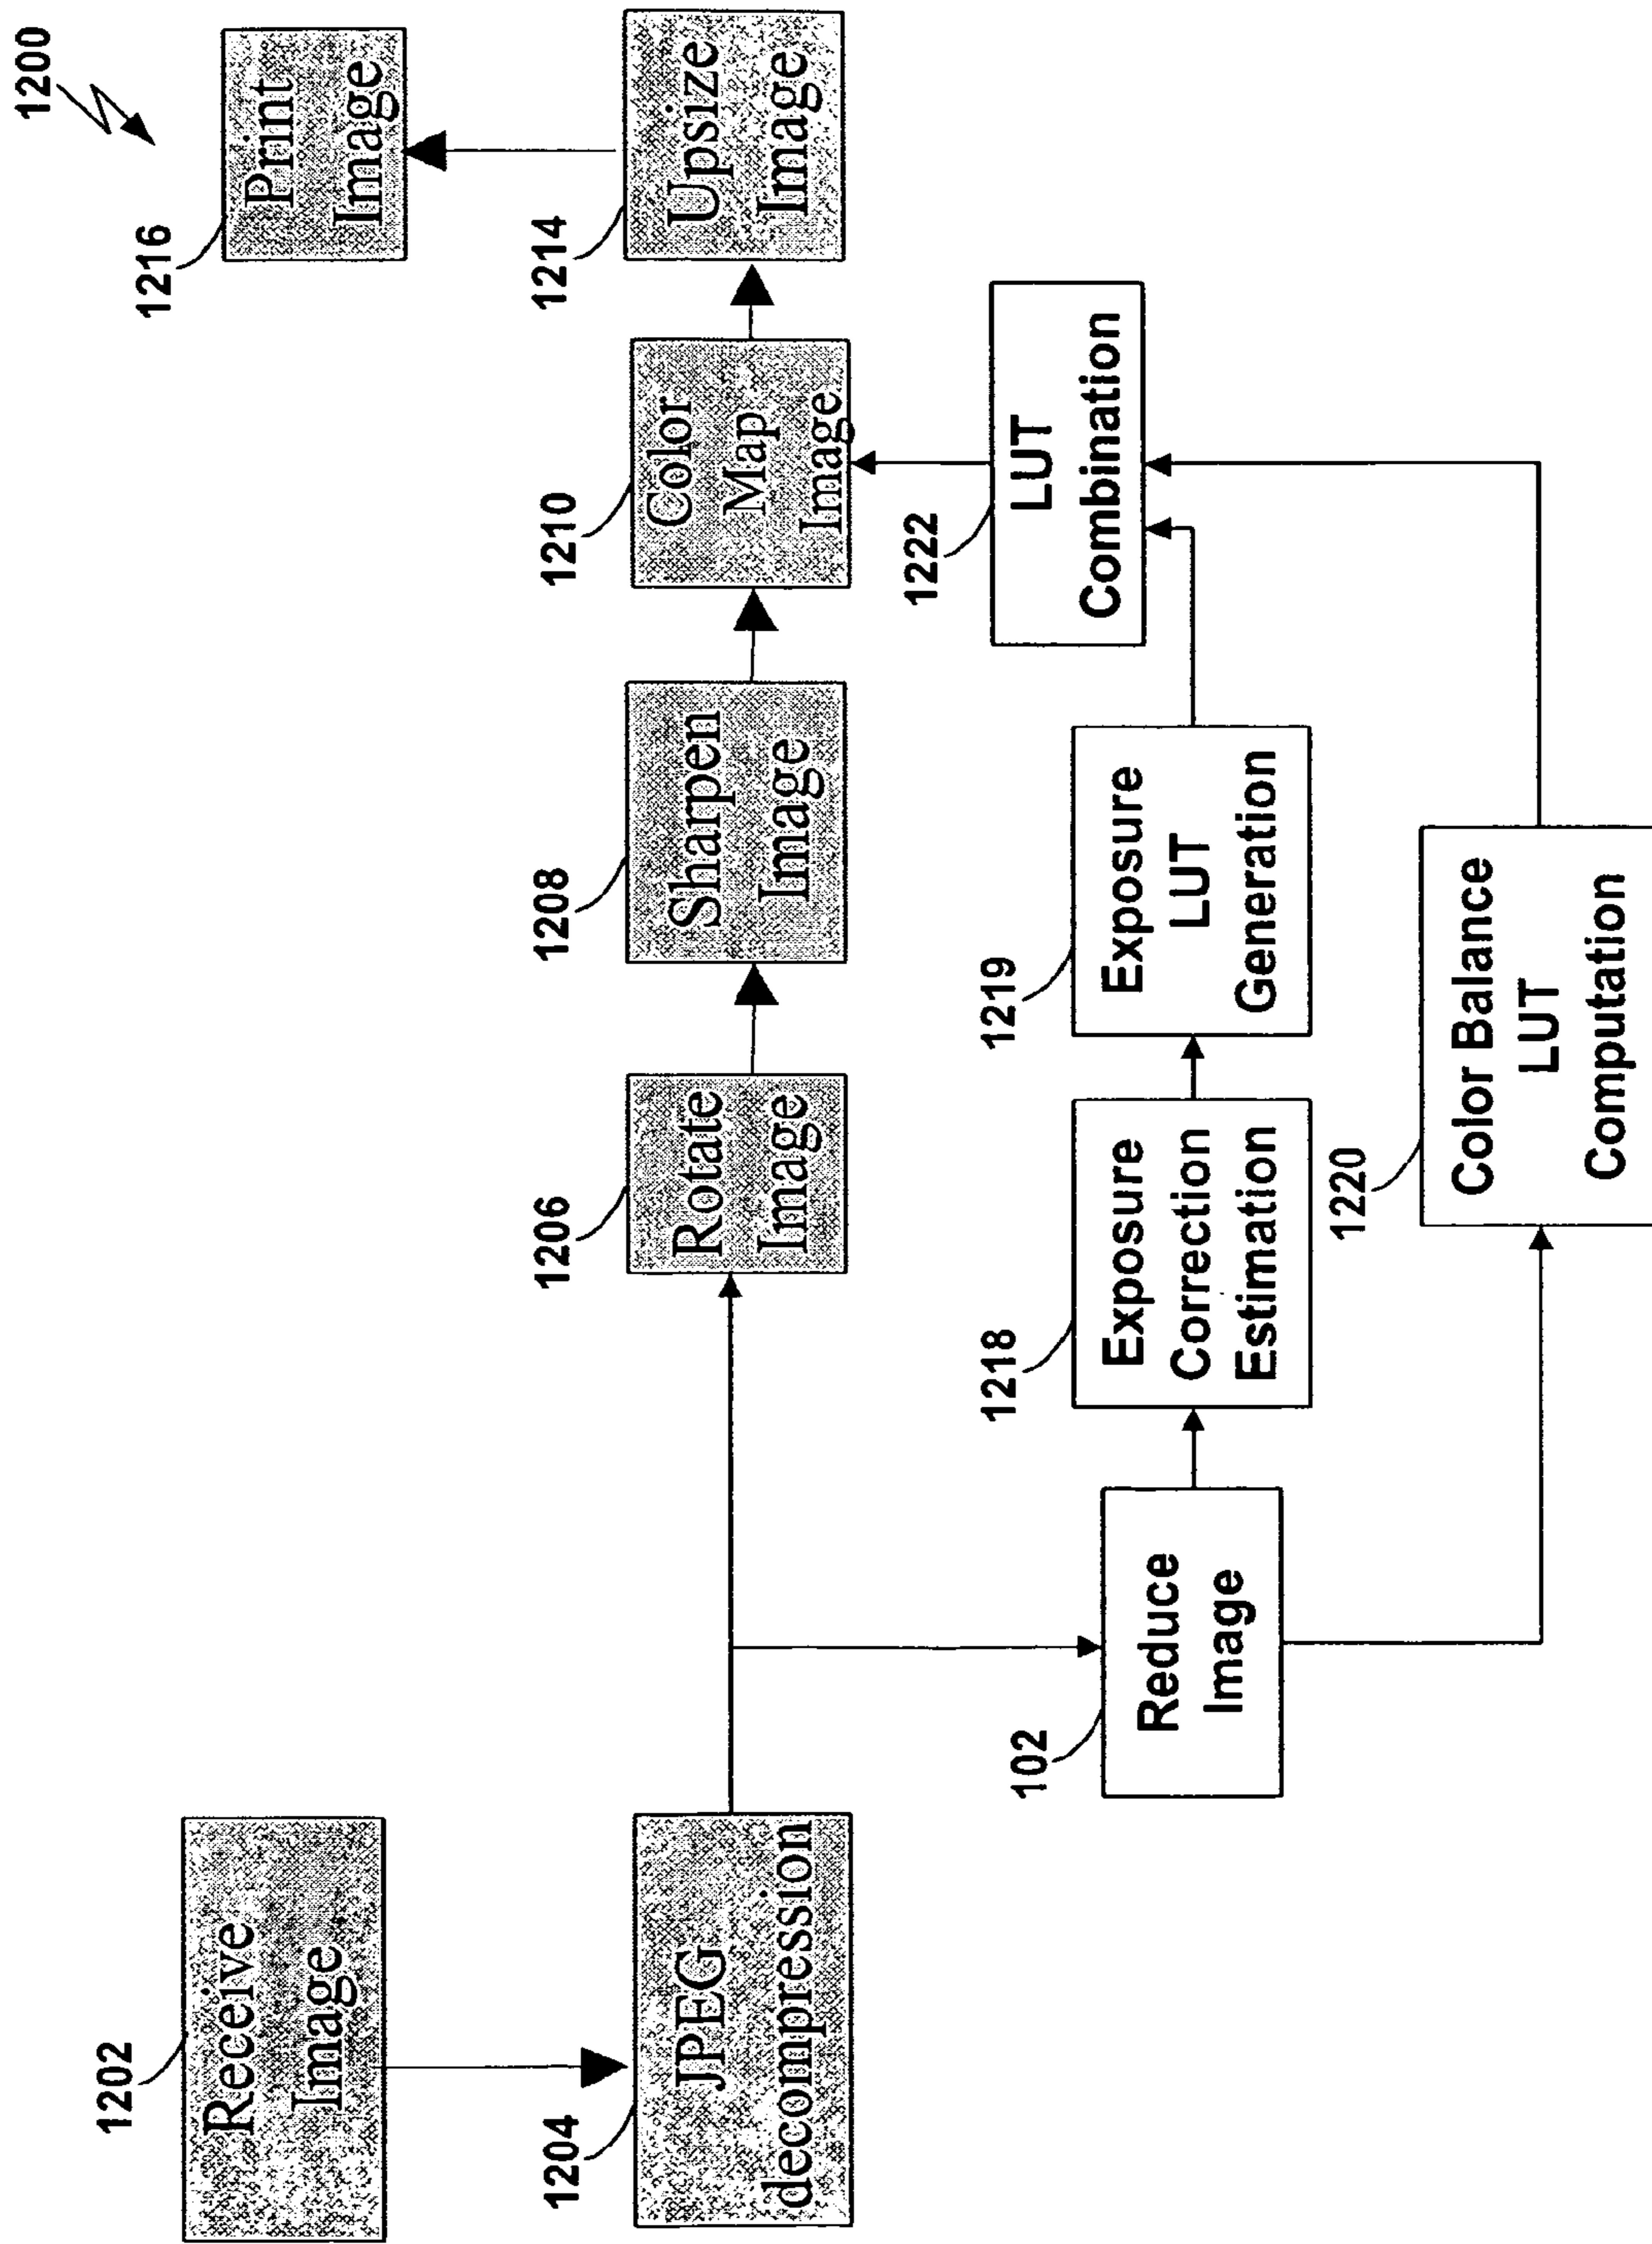 1200
1202
Receive
Image
1216
Print
Image
1204
JPEG
decompression
1206
Rotate
Image
1208
Sharpen
Image
1210
Color
Map
Image
1214
Upsize
Image
102
Reduce
Image
1218
Exposure
Correction
Estimation
1219
Exposure
LUT
Generation
1222
LUT
Combination
1220
Color Balance
LUT
Computation